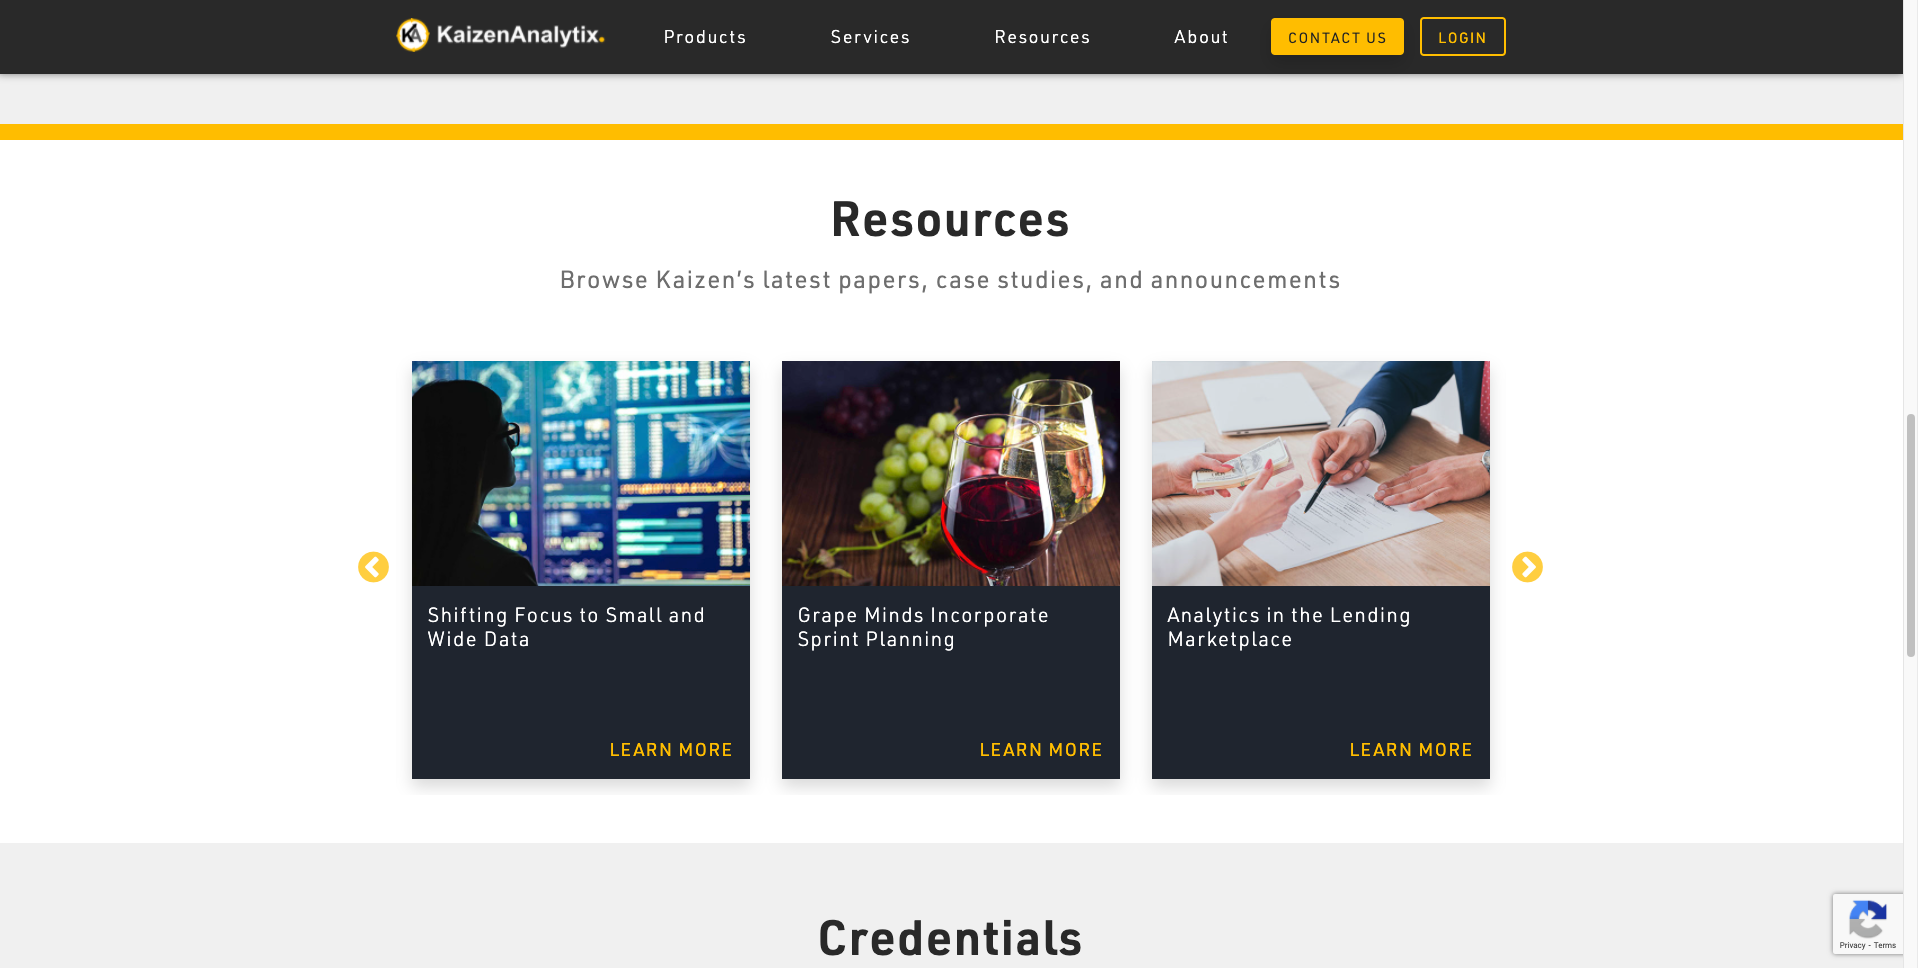 KaizenAnalytix.
Products
Services
Resources
About
CONTACT US
LOGIN
Resources
Browse Kaizen’s latest papers, case studies, and announcements
Shifting Focus to Small and
Wide Data
LEARN MORE
Grape Minds Incorporate
Sprint Planning
LEARN MORE
Analytics in the Lending
Marketplace
LEARN MORE
Credentials
Privacy - Terms